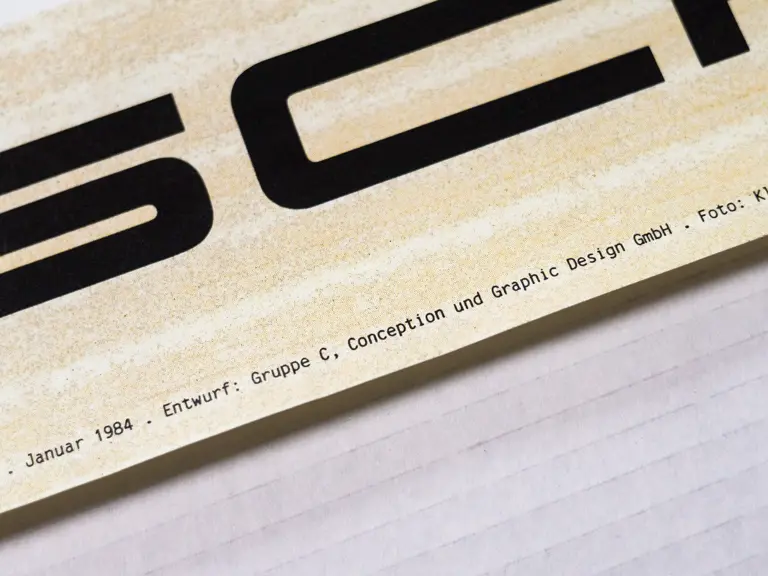 SC
. Januar 1984 . Entwurf: Gruppe C, Conception und Graphic Design GmbH . Foto: